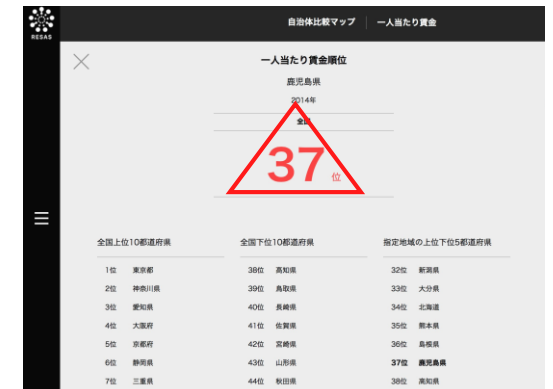 RESAS
自治体比較マップ 一人当たり賃金
一人当たり賃金順位
鹿児島県
2014年
全国
37位
全国上位10都道府県
1位 東京都
2位 神奈川県
3位 愛知県
4位 大阪府
5位 京都府
6位 静岡県
7位 三重県
全国下位10都道府県
38位 高知県
39位 鳥取県
40位 長崎県
41位 佐賀県
42位 宮崎県
43位 山形県
44位 秋田県
指定地域の上位下位5都道府県
32位 新潟県
33位 大分県
34位 北海道
35位 熊本県
36位 島根県
37位 鹿児島県
38位 高知県